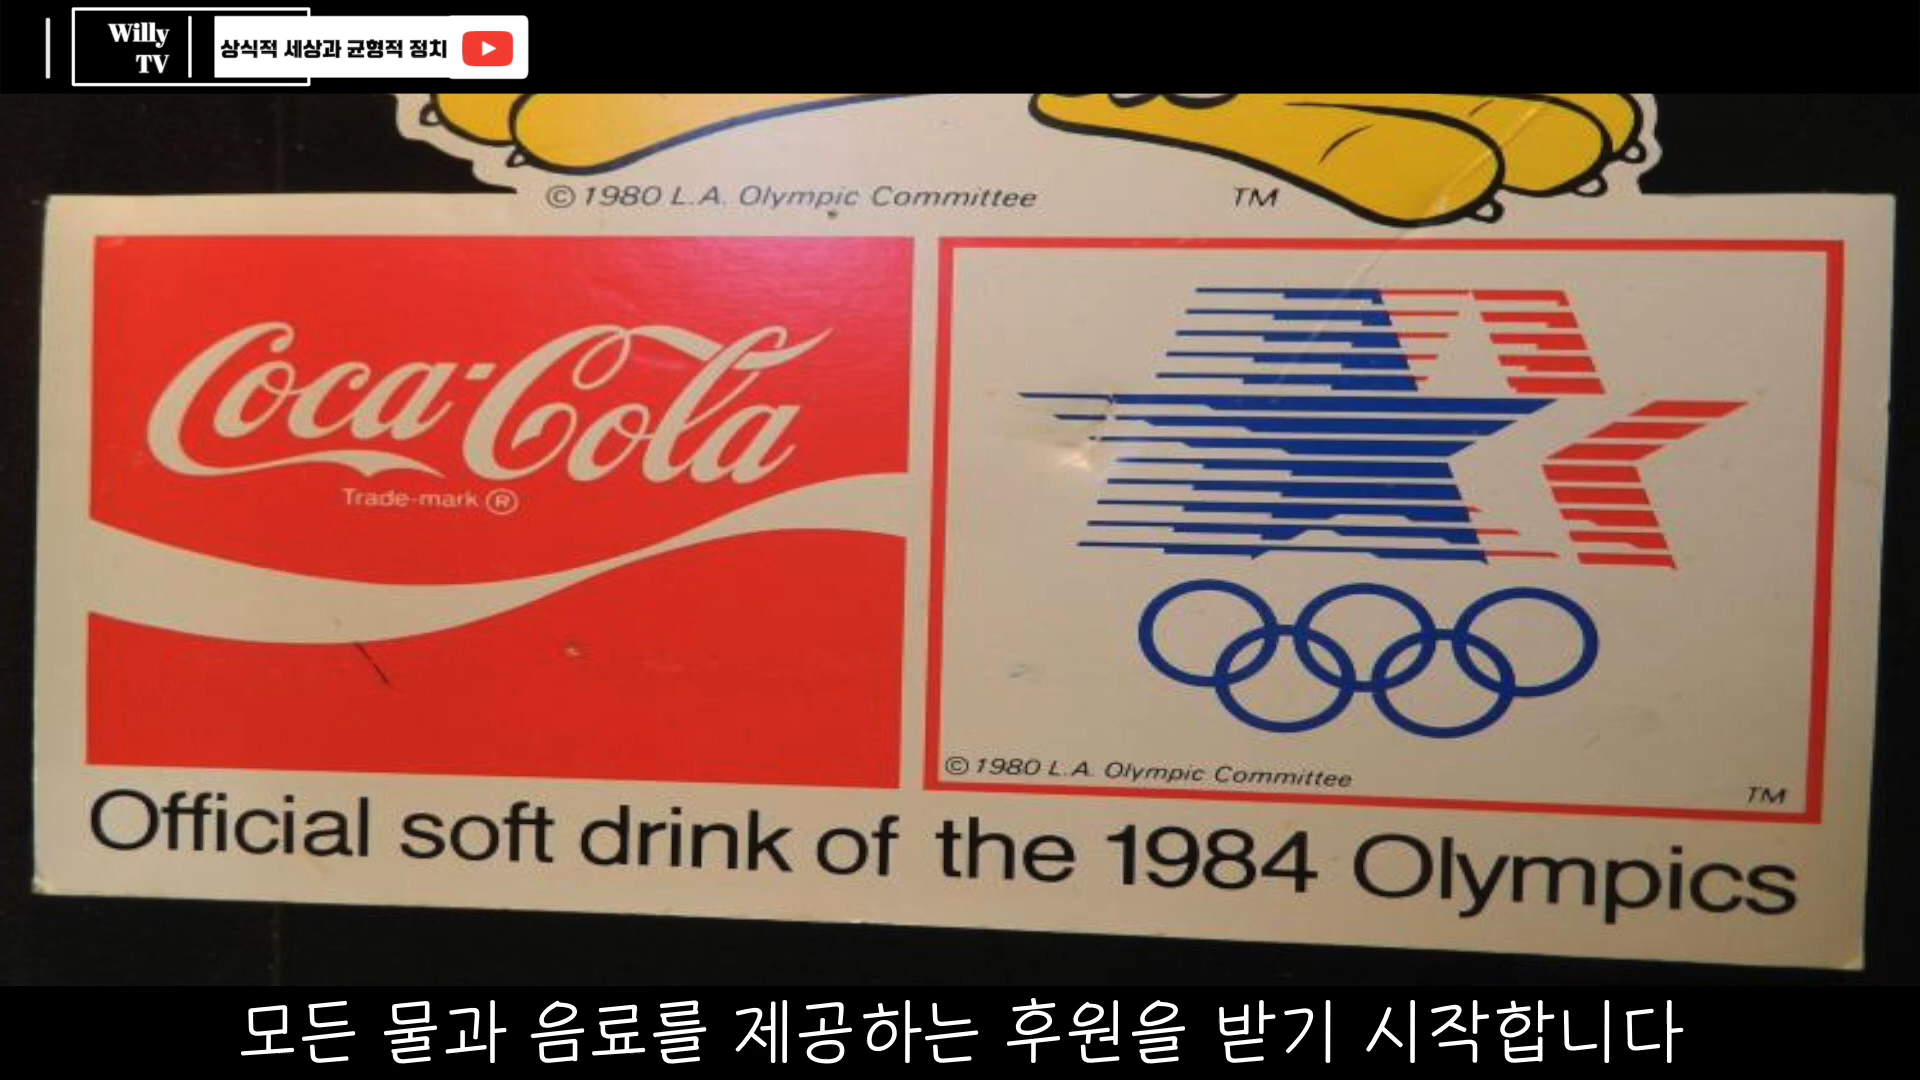 Willy
TV
상식적 세상과 균형적 정치
© 1980 L.A. Olympic Committee
TM
Coca-Cola
Trade-mark ®
© 1980 L.A. Olympic Committee
TM
Official soft drink of the 1984 Olympics
모든 물과 음료를 제공하는 후원을 받기 시작합니다